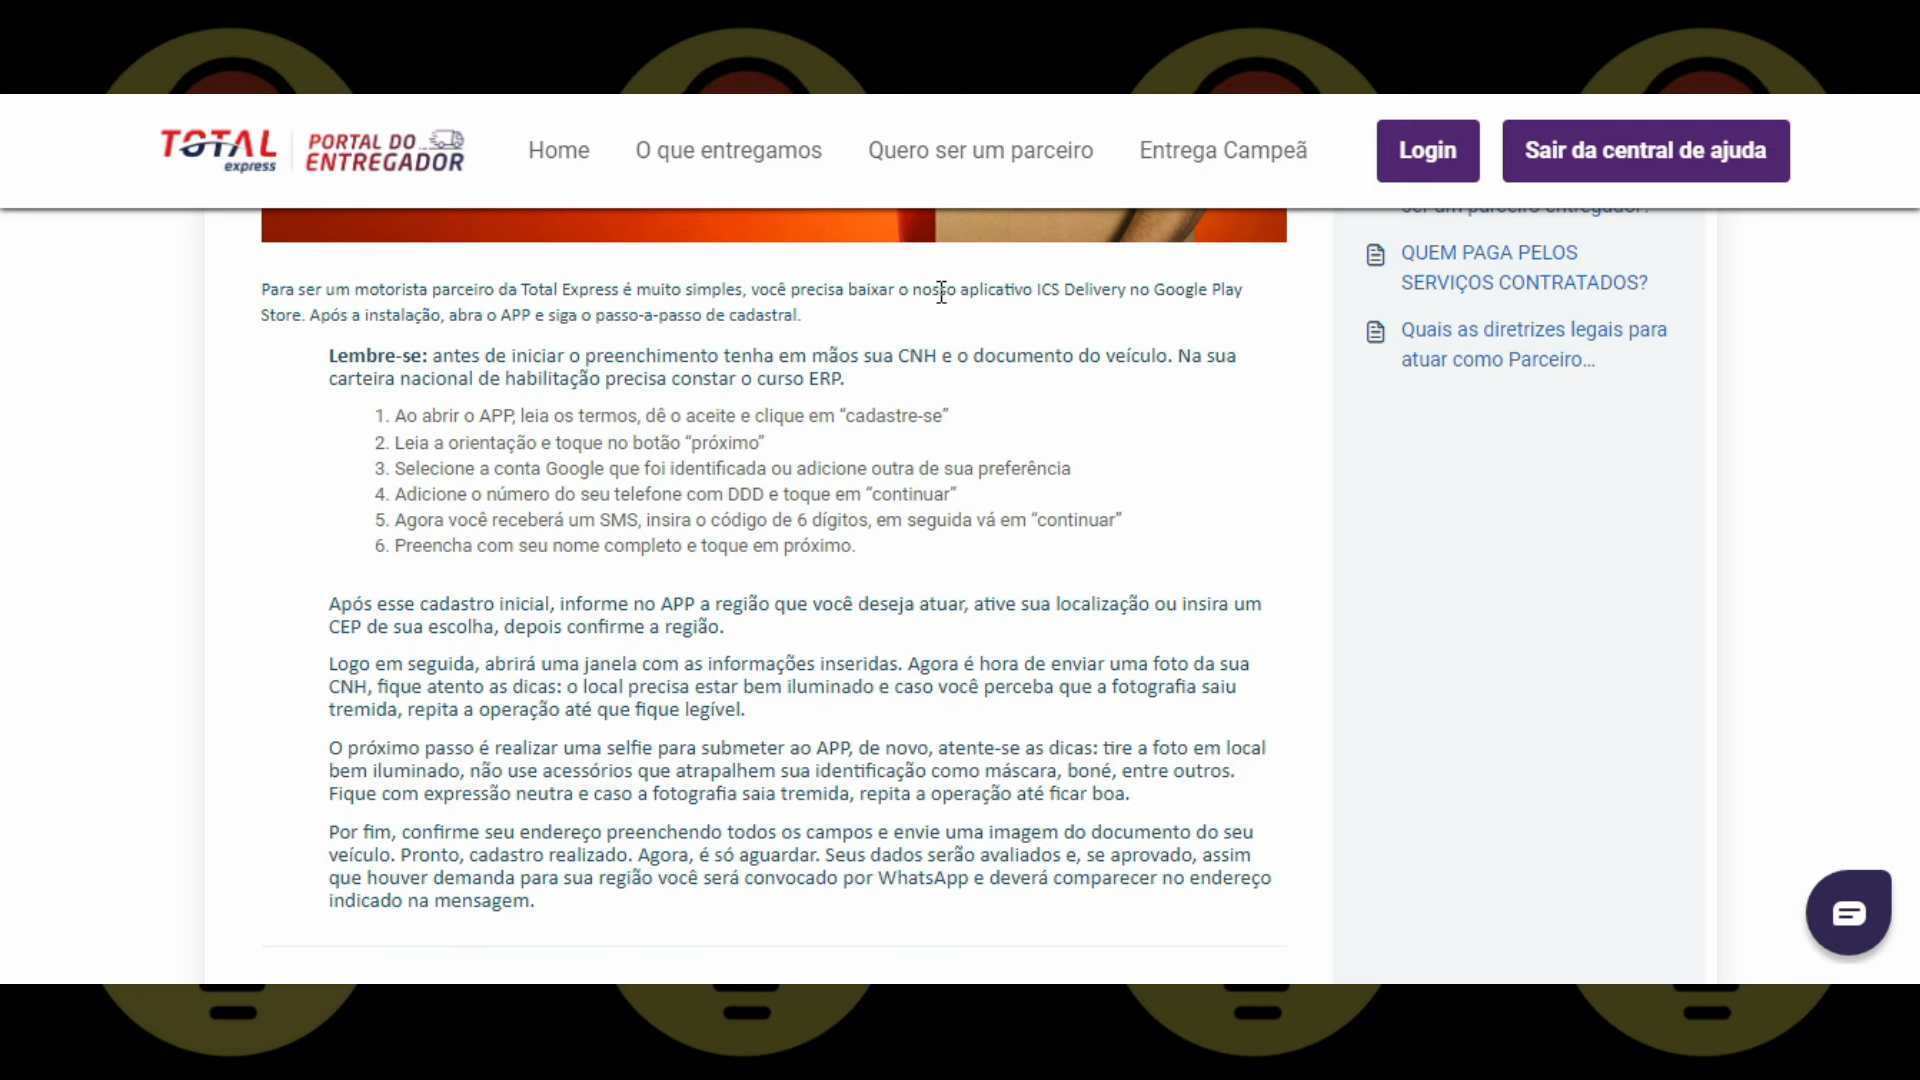 TOTAL express PORTAL DO ENTREGADOR
Home O que entregamos Quero ser um parceiro Entrega Campeã Login Sair da central de ajuda
QUEM PAGA PELOS
SERVIÇOS CONTRATADOS?
Quais as diretrizes legais para
atuar como Parceiro...
Para ser um motorista parceiro da Total Express é muito simples, você precisa baixar o nosso aplicativo ICS Delivery no Google Play
Store. Após a instalação, abra o APP e siga o passo-a-passo de cadastral.
Lembre-se: antes de iniciar o preenchimento tenha em mãos sua CNH e o documento do veículo. Na sua
carteira nacional de habilitação precisa constar o curso ERP.
1. Ao abrir o APP, leia os termos, dê o aceite e clique em “cadastre-se”
2. Leia a orientação e toque no botão “próximo”
3. Selecione a conta Google que foi identificada ou adicione outra de sua preferência
4. Adicione o número do seu telefone com DDD e toque em “continuar”
5. Agora você receberá um SMS, insira o código de 6 dígitos, em seguida vá em “continuar”
6. Preencha com seu nome completo e toque em próximo.
Após esse cadastro inicial, informe no APP a região que você deseja atuar, ative sua localização ou insira um
CEP de sua escolha, depois confirme a região.
Logo em seguida, abrirá uma janela com as informações inseridas. Agora é hora de enviar uma foto da sua
CNH, fique atento as dicas: o local precisa estar bem iluminado e caso você perceba que a fotografia saiu
tremida, repita a operação até que fique legível.
O próximo passo é realizar uma selfie para submeter ao APP, de novo, atente-se as dicas: tire a foto em local
bem iluminado, não use acessórios que atrapalhem sua identificação como máscara, boné, entre outros.
Fique com expressão neutra e caso a fotografia saia tremida, repita a operação até ficar boa.
Por fim, confirme seu endereço preenchendo todos os campos e envie uma imagem do documento do seu
veículo. Pronto, cadastro realizado. Agora, é só aguardar. Seus dados serão avaliados e, se aprovado, assim
que houver demanda para sua região você será convocado por WhatsApp e deverá comparecer no endereço
indicado na mensagem.